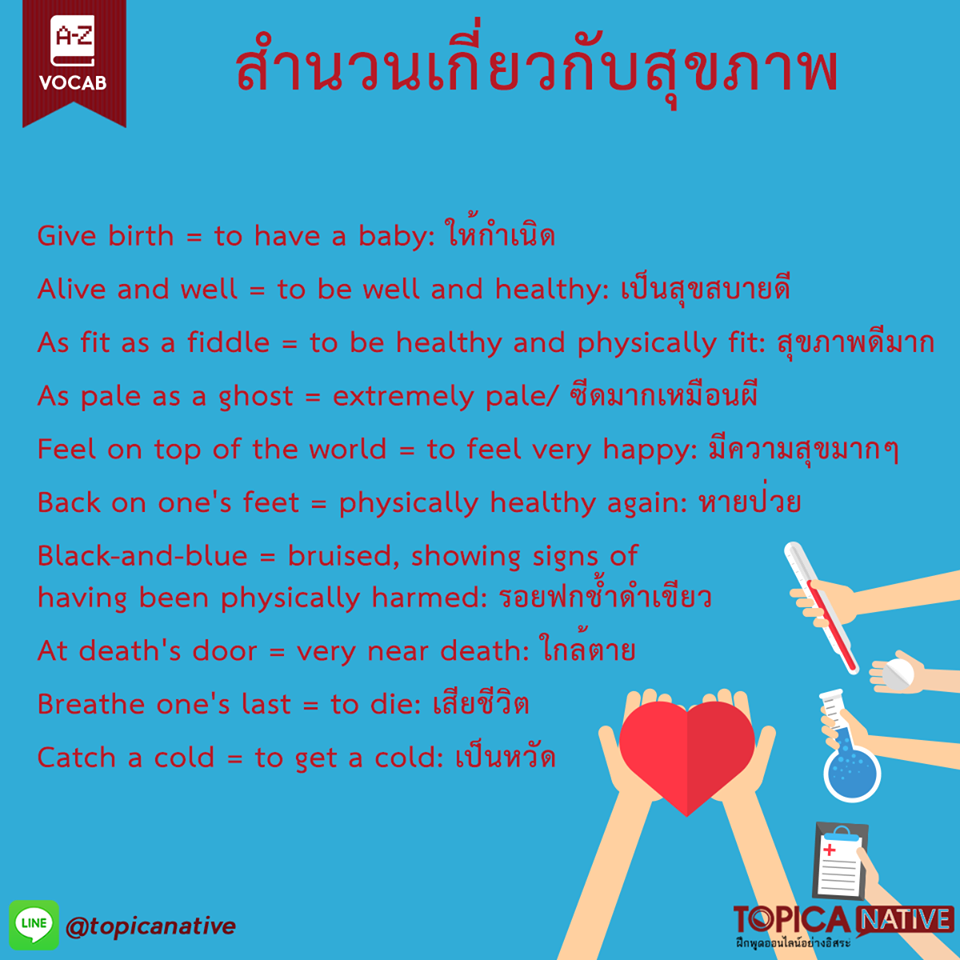 A-Z
VOCAB
สำนวนเกี่ยวกับสุขภาพ
Give birth = to have a baby: ให้กำเนิด
Alive and well = to be well and healthy: เป็นสุขสบายดี
As fit as a fiddle = to be healthy and physically fit: สุขภาพดีมาก
As pale as a ghost = extremely pale/ ซีดมากเหมือนผี
Feel on top of the world = to feel very happy: มีความสุขมากๆ
Back on one's feet = physically healthy again: หายป่วย
Black-and-blue = bruised, showing signs of
having been physically harmed: รอยฟกช้ำดำเขียว
At death's door = very near death: ใกล้ตาย
Breathe one's last = to die: เสียชีวิต
Catch a cold = to get a cold: เป็นหวัด
LINE @topicanative
TOPICA NATIVE
ฝึกพูดออนไลน์อย่างอิสระ